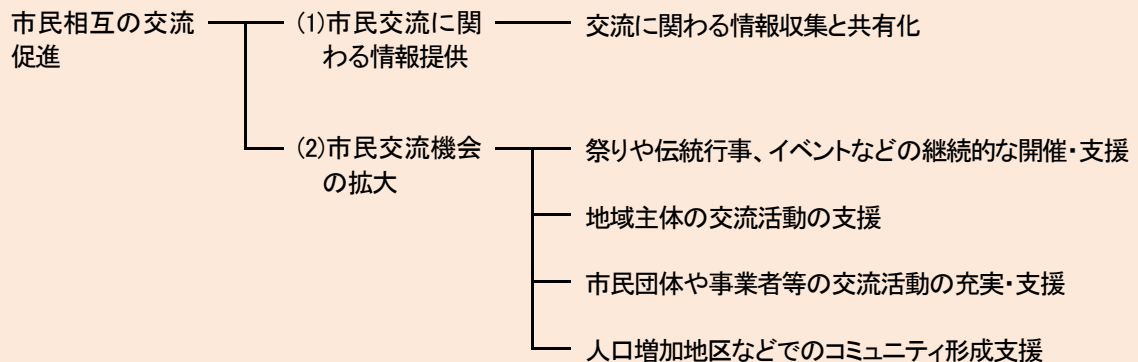 市民相互の交流
促進
(1)市民交流に関
わる情報提供
交流に関わる情報収集と共有化
(2)市民交流機会
の拡大
祭りや伝統行事、イベントなどの継続的な開催・支援
地域主体の交流活動の支援
市民団体や事業者等の交流活動の充実・支援
人口増加地区などでのコミュニティ形成支援